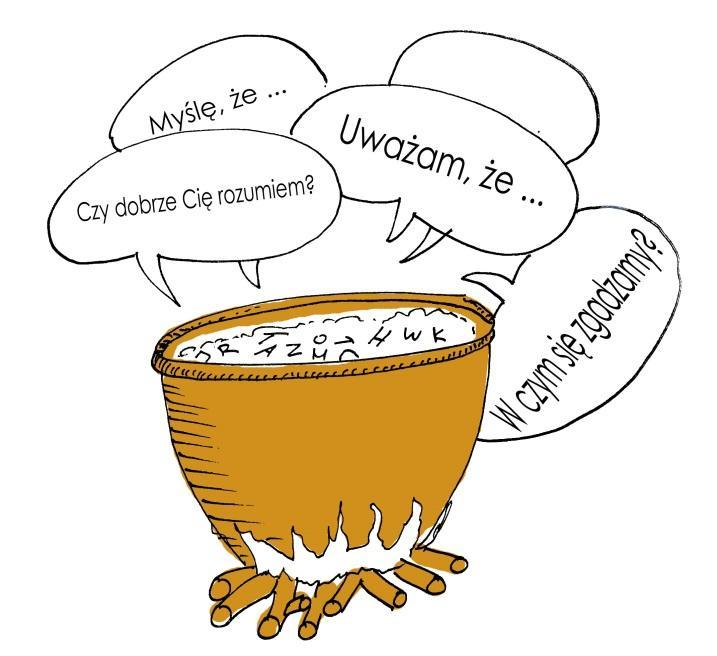 Myślę, że ...
Uważam, że ...
Czy dobrze Cię rozumiem?
W czym się zgadzamy?
R A Z O M H W K